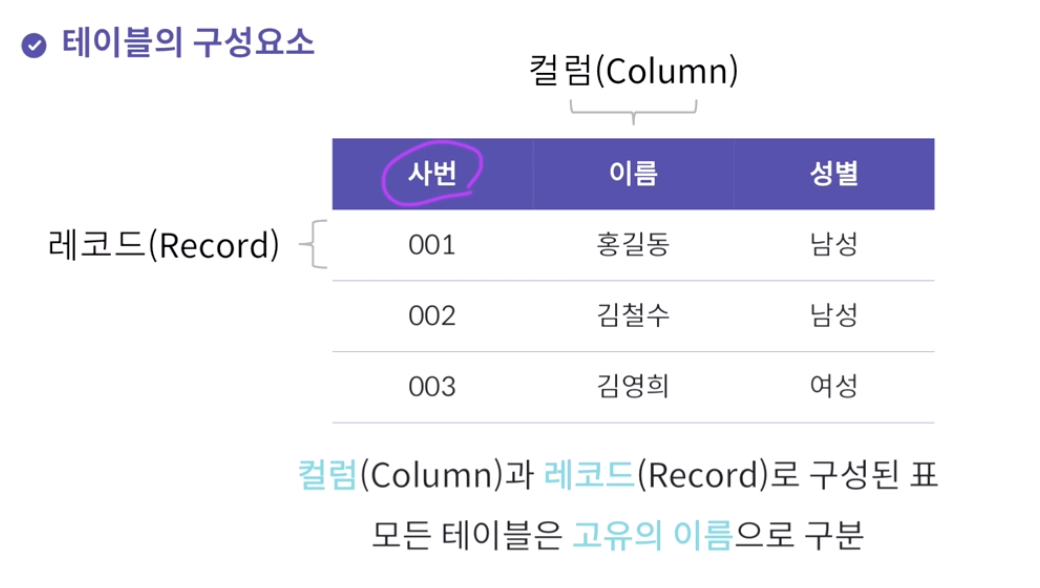 테이블의 구성요소
컬럼(Column)
사번 이름 성별
레코드(Record) 001 홍길동 남성
002 김철수 남성
003 김영희 여성
컬럼(Column)과 레코드(Record)로 구성된 표
모든 테이블은 고유의 이름으로 구분